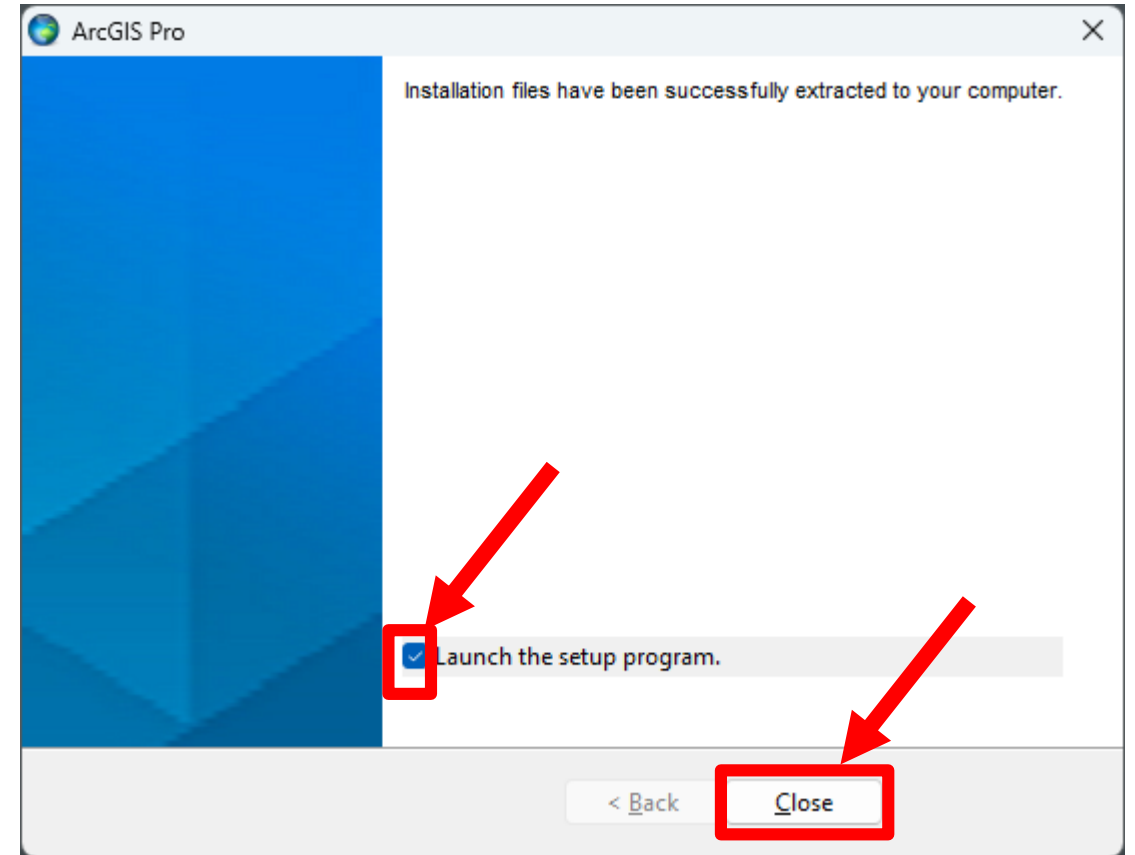 ArcGIS Pro
Installation files have been successfully extracted to your computer.
Launch the setup program.
< Back
Close